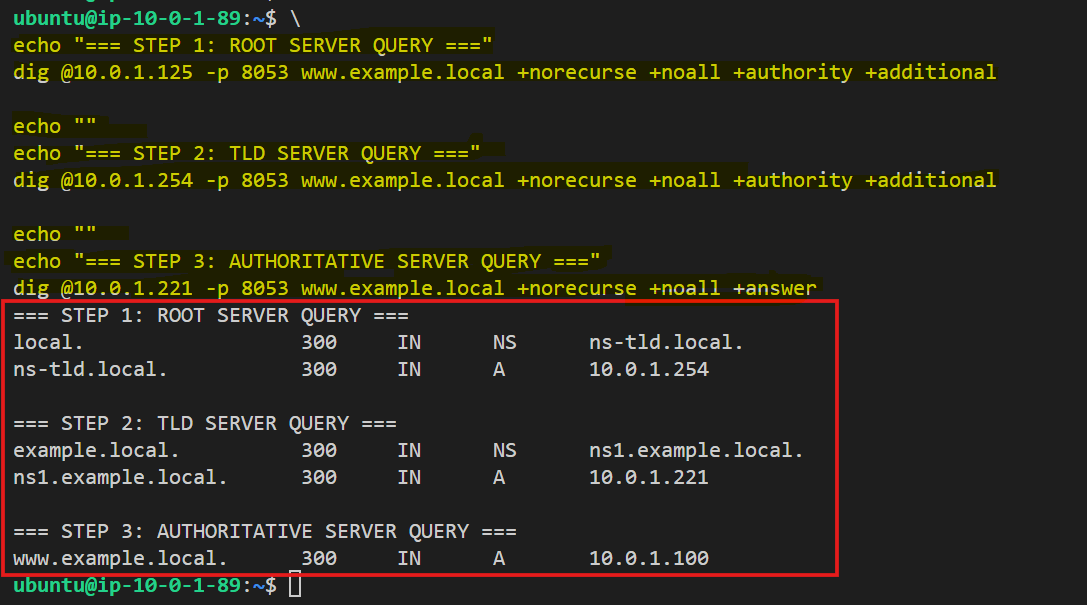 ubuntu@ip-10-0-1-89:~$ \
echo "=== STEP 1: ROOT SERVER QUERY ==="
dig @10.0.1.125 -p 8053 www.example.local +norecurse +noall +authority +additional
echo ""
echo "=== STEP 2: TLD SERVER QUERY ==="
dig @10.0.1.254 -p 8053 www.example.local +norecurse +noall +authority +additional
echo ""
echo "=== STEP 3: AUTHORITATIVE SERVER QUERY ==="
dig @10.0.1.221 -p 8053 www.example.local +norecurse +noall +answer
=== STEP 1: ROOT SERVER QUERY ===
local. 300 IN NS ns-tld.local.
ns-tld.local. 300 IN A 10.0.1.254
=== STEP 2: TLD SERVER QUERY ===
example.local. 300 IN NS ns1.example.local.
ns1.example.local. 300 IN A 10.0.1.221
=== STEP 3: AUTHORITATIVE SERVER QUERY ===
www.example.local. 300 IN A 10.0.1.100
ubuntu@ip-10-0-1-89:~$